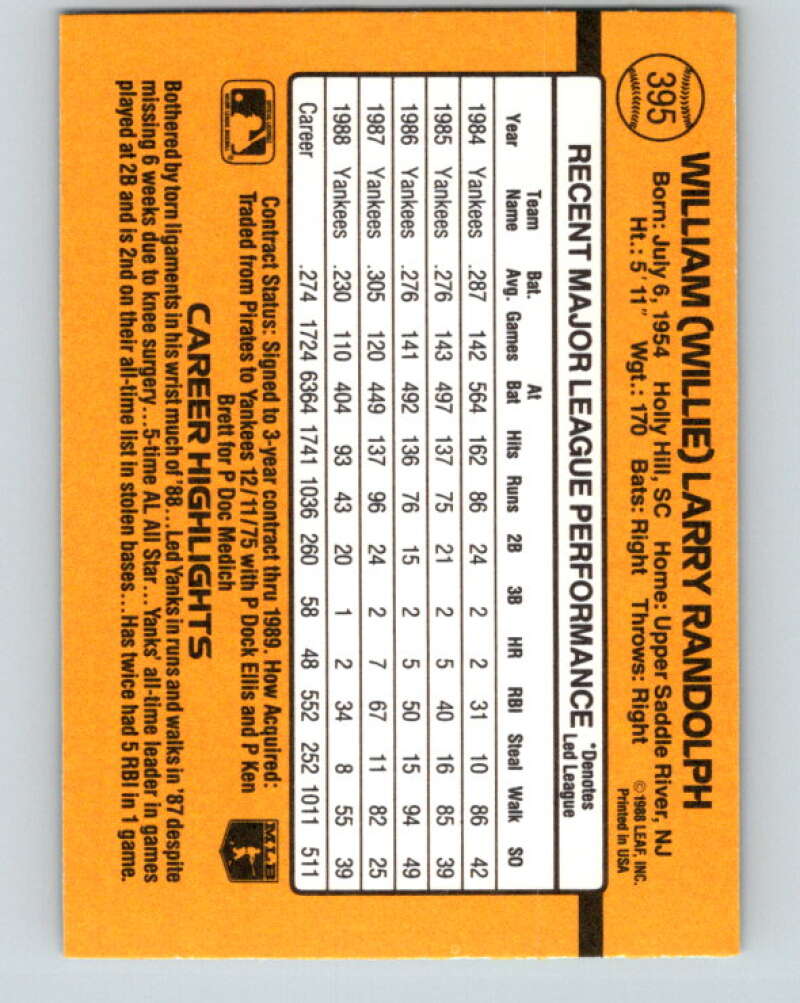 395
WILLIAM (WILLIE) LARRY RANDOLPH
Born: July 6, 1954 Holly Hill, SC Home: Upper Saddle River, NJ
Ht.: 5' 11" Wgt.: 170 Bats: Right Throws: Right
©1988 LEAF, INC.
Printed in USA
RECENT MAJOR LEAGUE PERFORMANCE
*Denotes
Led League
Year Team Name Bat. Avg. Games At Bat Hits Runs 2B 3B HR RBI Steal Walk SO
1984 Yankees .287 142 564 162 86 24 2 2 31 10 86 42
1985 Yankees .276 143 497 137 75 21 2 5 40 16 85 39
1986 Yankees .276 141 492 136 76 15 2 5 50 15 94 49
1987 Yankees .305 120 449 137 96 24 2 7 67 11 82 25
1988 Yankees .230 110 404 93 43 20 1 2 34 8 55 39
Career .274 1724 6364 1741 1036 260 58 48 552 252 1011 511
Contract Status: Signed to 3-year contract thru 1989, How Acquired:
Traded from Pirates to Yankees 12/11/75 with P Dock Ellis and P Ken
Brett for P Doc Medich
MLB
CAREER HIGHLIGHTS
Bothered by torn ligaments in his wrist much of '88...Led Yanks in runs and walks in '87 despite
missing 6 weeks due to knee surgery...5-time AL All Star... Yanks' all-time leader in games
played at 2B and is 2nd on their all-time list in stolen bases...Has twice had 5 RBI in 1 game.